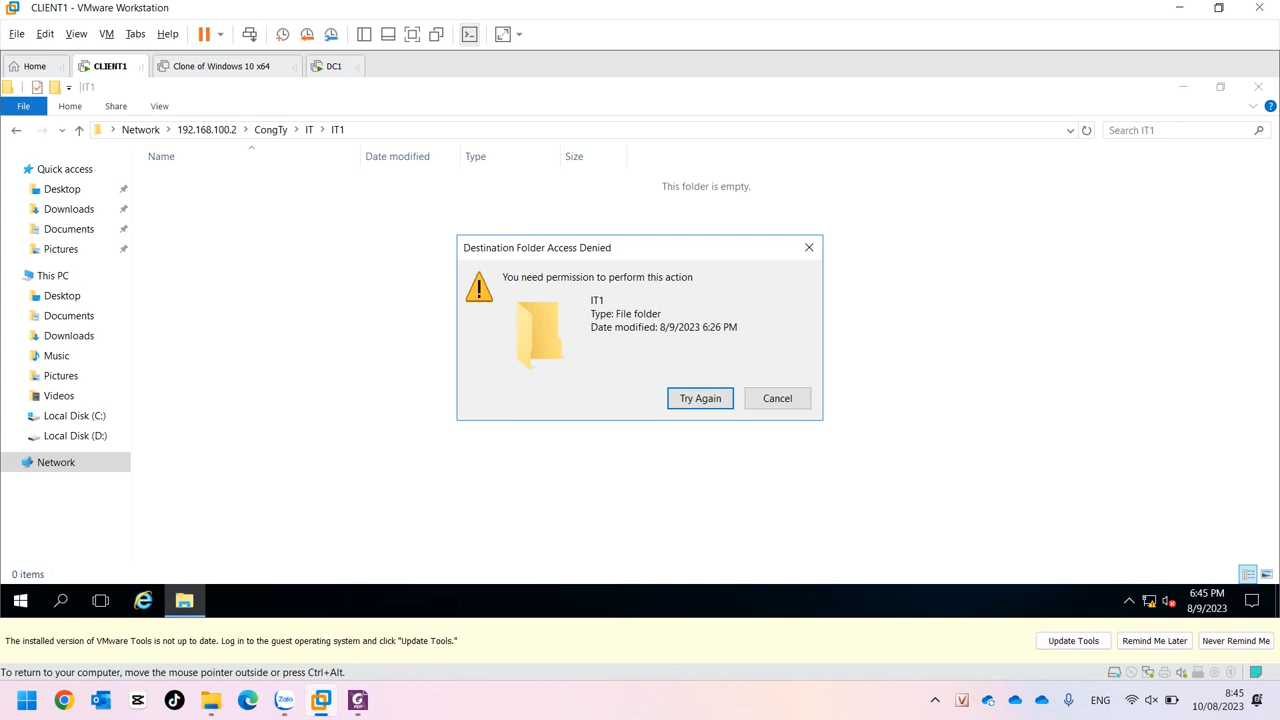 CLIENT1 - VMware Workstation
File Edit View VM Tabs Help
Home CLIENT1 Clone of Windows 10 x64 DC1
IT1
File Home Share View
Network 192.168.100.2 CongTy IT IT1 Search IT1
Name Date modified Type Size
This folder is empty.
Quick access
Desktop
Downloads
Documents
Pictures
This PC
Desktop
Documents
Downloads
Music
Pictures
Videos
Local Disk (C:)
Local Disk (D:)
Network
Destination Folder Access Denied
You need permission to perform this action
IT1
Type: File folder
Date modified: 8/9/2023 6:26 PM
Try Again Cancel
0 items
6:45 PM
8/9/2023
The installed version of VMware Tools is not up to date. Log in to the guest operating system and click "Update Tools."
Update Tools Remind Me Later Never Remind Me
To return to your computer, move the mouse pointer outside or press Ctrl+Alt.
Zalo
PDF
ENG
8:45
10/08/2023